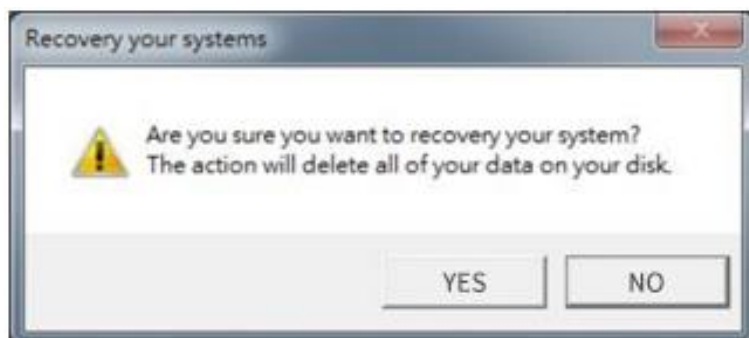 Recovery your systems
Are you sure you want to recovery your system?
The action will delete all of your data on your disk.
YES
NO